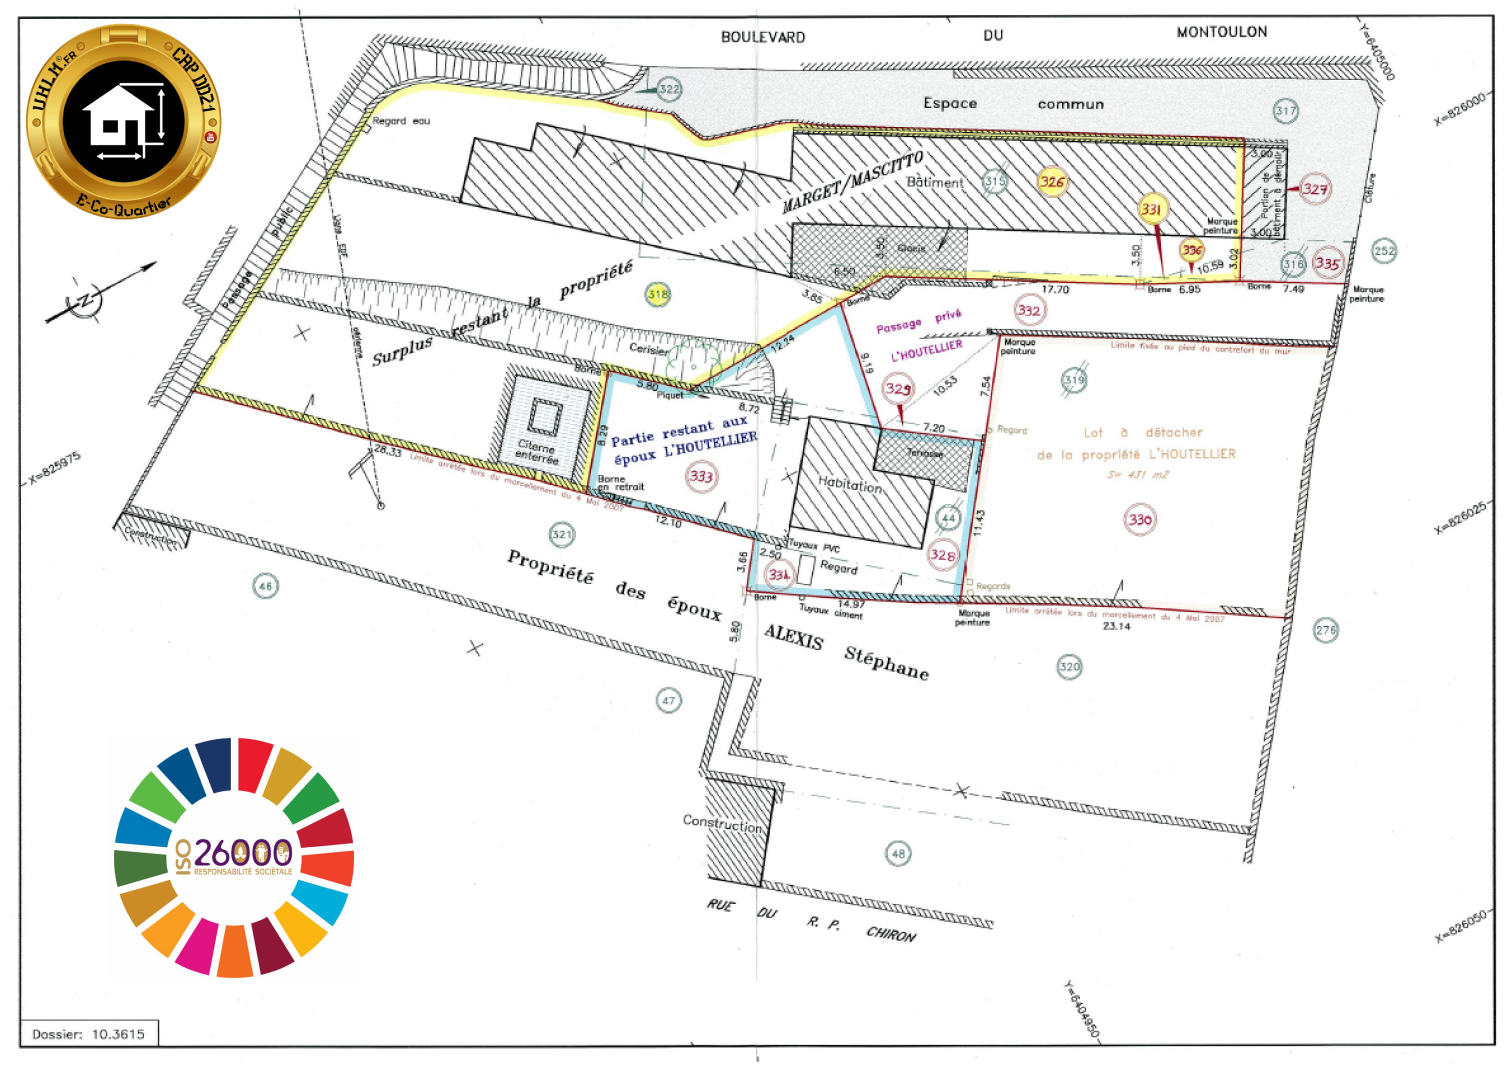 BOULEVARD DU MONTOULON
Y=6405000
X=826000
UHLM®.FR
CAP DD21
E-Co-Quartier
322
Espace commun
317
Regard eau
MARGET/MASCITTO
Bâtiment
315
326
3.00
Portion de
bâtiment à démolir
3.00
327
Clôture
331
Marque
peinture
336
252
passage public
Ligne EDF
aérienne
3.50
6.50
3.50
10.59
3.02
316
335
N
Surplus restant la propriété
318
3.85
Borne
17.70
Borne
6.95
Borne
7.49
Marque
peinture
332
Passage privé
L'HOUTELLIER
Cerisier
12.24
9.19
Marque
peinture
Limite fixée au pied du contrefort du mur
Borne
5.80
Piquet
8.72
329
10.53
7.54
319
Partie restant aux
époux L'HOUTELLIER
8.29
7.20
Regard
Lot à détacher
de la propriété L'HOUTELLIER
S= 431 m2
Citerne
enterrée
28.33
Limite arrêtée lors du morcellement du 4 Mai 2007
X=825975
Terrasse
Habitation
333
Borne
en retrait
44
330
11.43
12.10
X=826025
Construction
321
Tuyaux PVC
2.50
328
Propriété des époux ALEXIS Stéphane
3.66
334
Regard
Regards
46
Borne
14.97
Tuyaux ciment
Marque
peinture
Limite arrêtée lors du morcellement du 4 Mai 2007
23.14
5.80
276
320
47
Construction
48
ISO 26000
RESPONSABILITÉ SOCIÉTALE
RUE DU R. P. CHIRON
X=826050
Y=6404950
Dossier: 10.3615